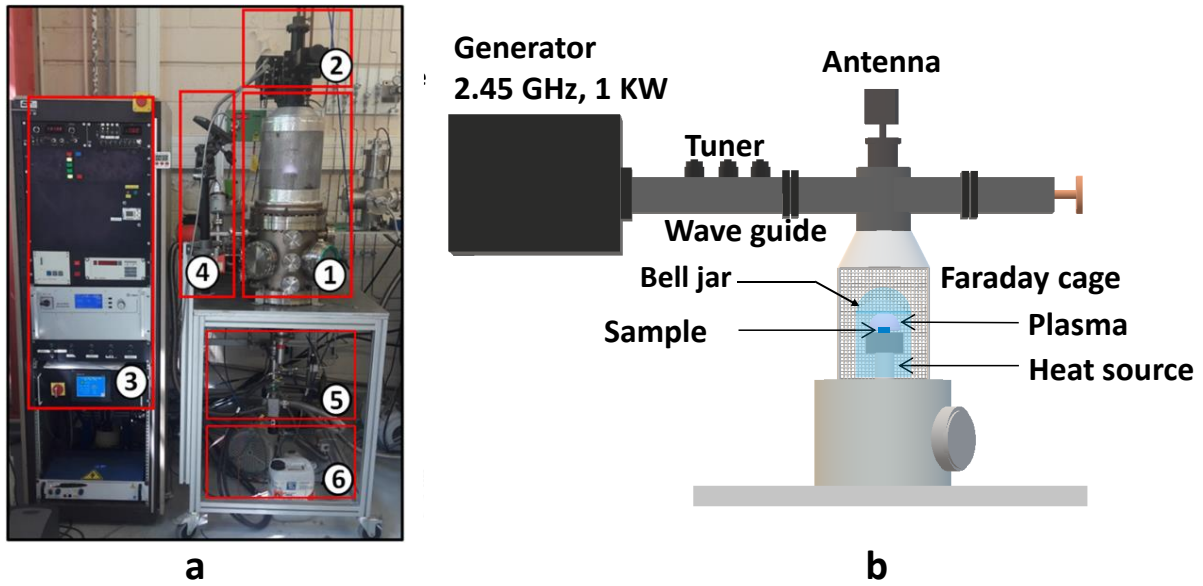 Generator
2.45 GHz, 1 KW
Antenna
Tuner
Wave guide
Bell jar
Faraday cage
Sample
Plasma
Heat source
2
4
1
3
5
6
a
b